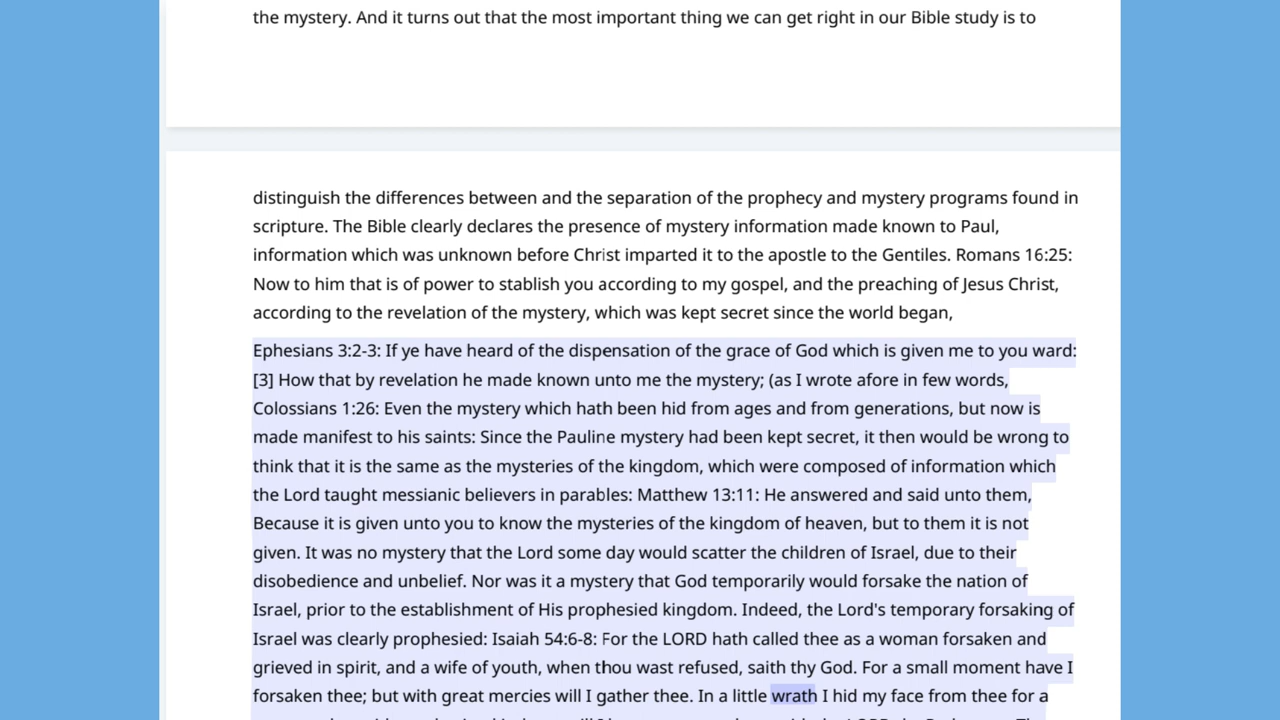 the mystery. And it turns out that the most important thing we can get right in our Bible study is to
distinguish the differences between and the separation of the prophecy and mystery programs found in
scripture. The Bible clearly declares the presence of mystery information made known to Paul,
information which was unknown before Christ imparted it to the apostle to the Gentiles. Romans 16:25:
Now to him that is of power to stablish you according to my gospel, and the preaching of Jesus Christ,
according to the revelation of the mystery, which was kept secret since the world began,
Ephesians 3:2-3: If ye have heard of the dispensation of the grace of God which is given me to you ward:
[3] How that by revelation he made known unto me the mystery; (as I wrote afore in few words,
Colossians 1:26: Even the mystery which hath been hid from ages and from generations, but now is
made manifest to his saints: Since the Pauline mystery had been kept secret, it then would be wrong to
think that it is the same as the mysteries of the kingdom, which were composed of information which
the Lord taught messianic believers in parables: Matthew 13:11: He answered and said unto them,
Because it is given unto you to know the mysteries of the kingdom of heaven, but to them it is not
given. It was no mystery that the Lord some day would scatter the children of Israel, due to their
disobedience and unbelief. Nor was it a mystery that God temporarily would forsake the nation of
Israel, prior to the establishment of His prophesied kingdom. Indeed, the Lord's temporary forsaking of
Israel was clearly prophesied: Isaiah 54:6-8: For the LORD hath called thee as a woman forsaken and
grieved in spirit, and a wife of youth, when thou wast refused, saith thy God. For a small moment have I
forsaken thee; but with great mercies will I gather thee. In a little wrath I hid my face from thee for a